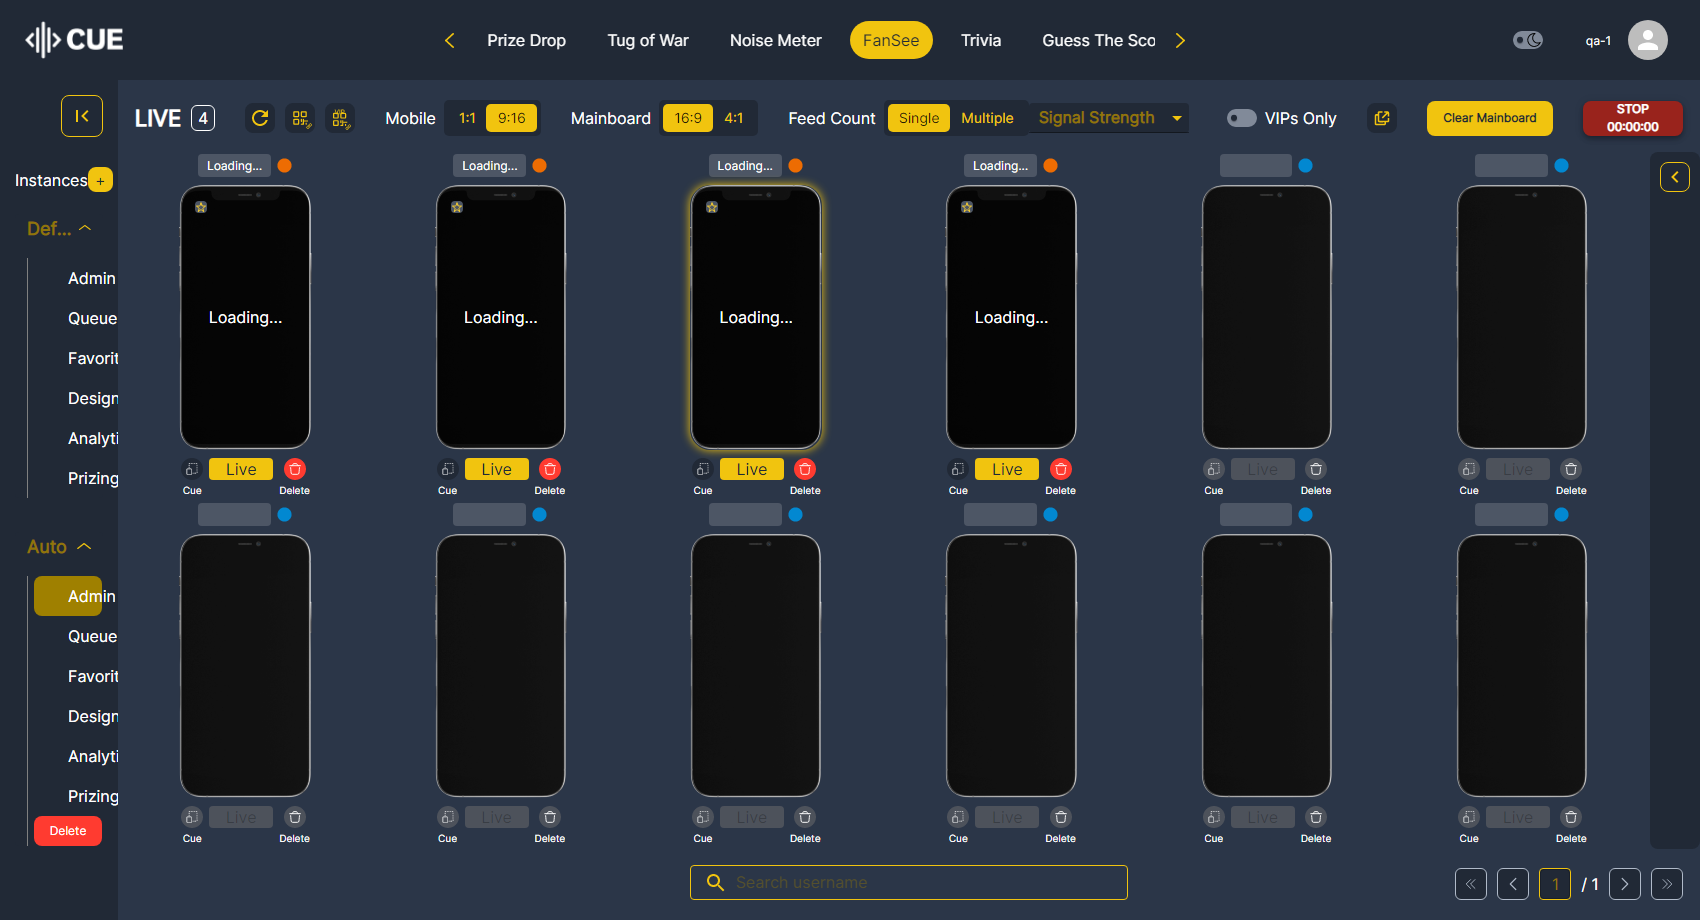 CUE
Prize Drop
Tug of War
Noise Meter
FanSee
Trivia
Guess The Sco
qa-1
LIVE 4
Mobile
1:1
9:16
Mainboard
16:9
4:1
Feed Count
Single
Multiple
Signal Strength
VIPs Only
Clear Mainboard
STOP
00:00:00
Instances
+
Def...
Admin
Queue
Favorit
Design
Analyti
Prizing
Auto
Admin
Queue
Favorit
Design
Analyti
Prizing
Delete
Loading...
Loading...
Loading...
Loading...
Loading...
Loading...
Loading...
Loading...
Live
Live
Live
Live
Live
Live
Cue
Delete
Cue
Delete
Cue
Delete
Cue
Delete
Cue
Delete
Cue
Delete
Live
Live
Live
Live
Live
Live
Cue
Delete
Cue
Delete
Cue
Delete
Cue
Delete
Cue
Delete
Cue
Delete
Search username
1 / 1